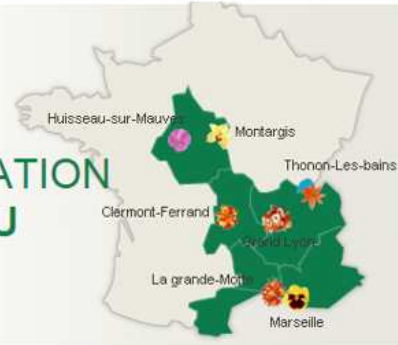 Huisseau-sur-Mauves
Montargis
Thonon-Les-bains
ATION
U
Clermont-Ferrand
Grand Lyon
La grande-Motte
Marseille